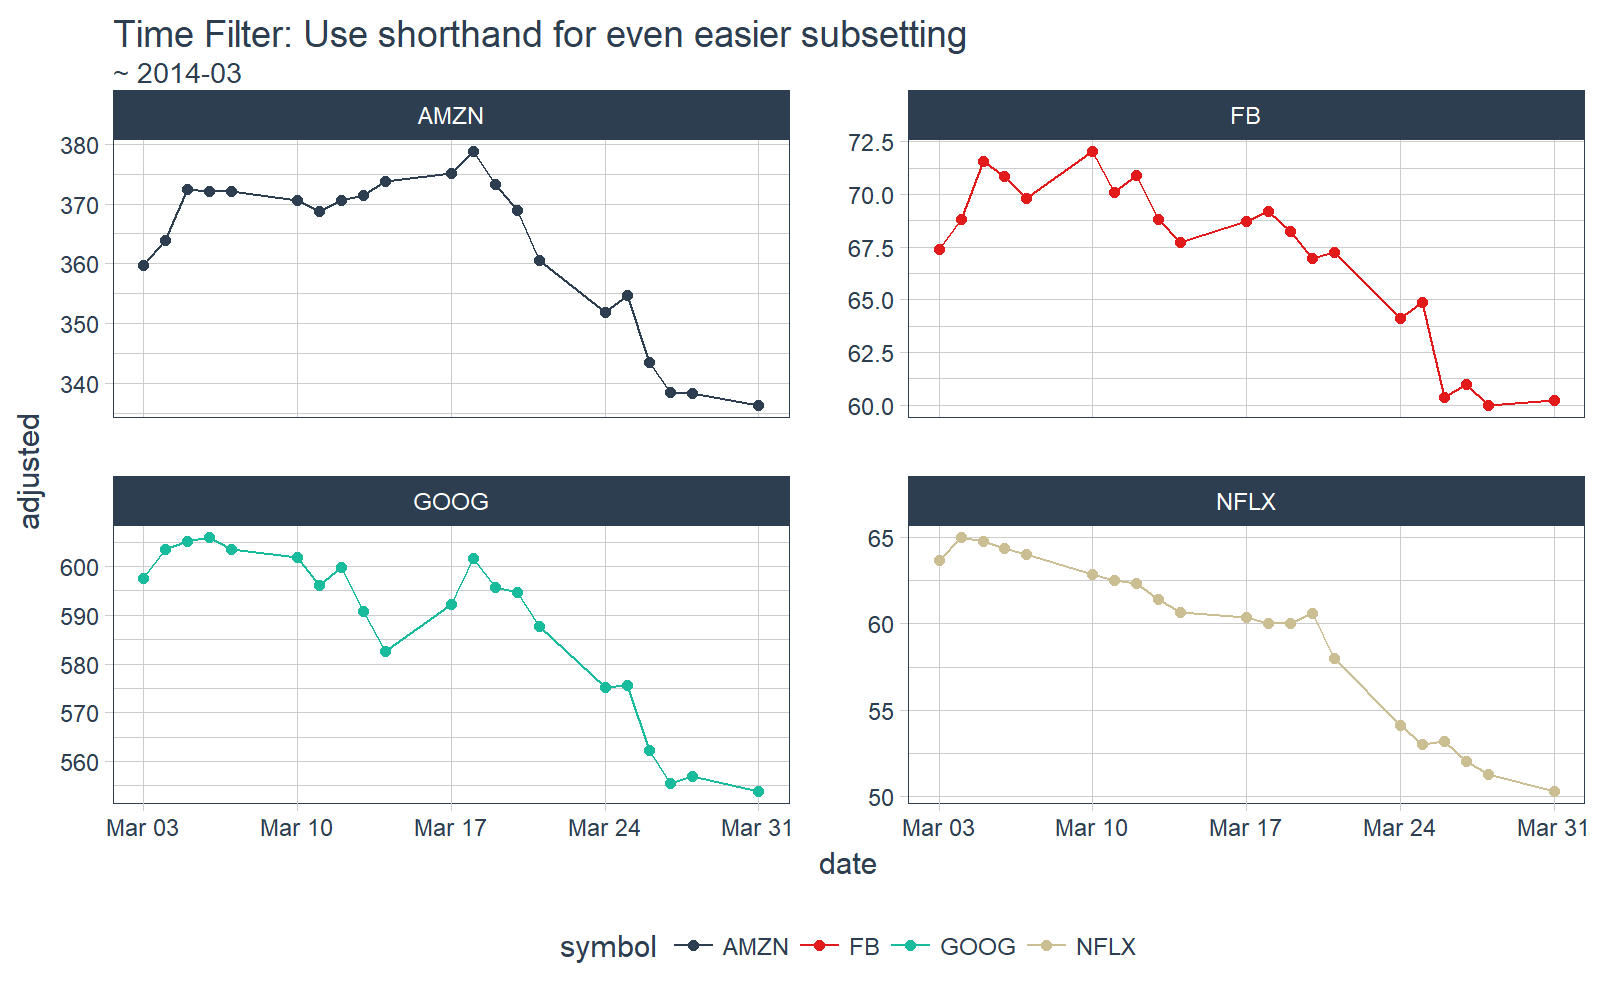 Time Filter: Use shorthand for even easier subsetting
~ 2014-03
AMZN
380
370
360
350
340
FB
72.5
70.0
67.5
65.0
62.5
60.0
adjusted
GOOG
600
590
580
570
560
Mar 03 Mar 10 Mar 17 Mar 24 Mar 31
NFLX
65
60
55
50
Mar 03 Mar 10 Mar 17 Mar 24 Mar 31
date
symbol AMZN FB GOOG NFLX